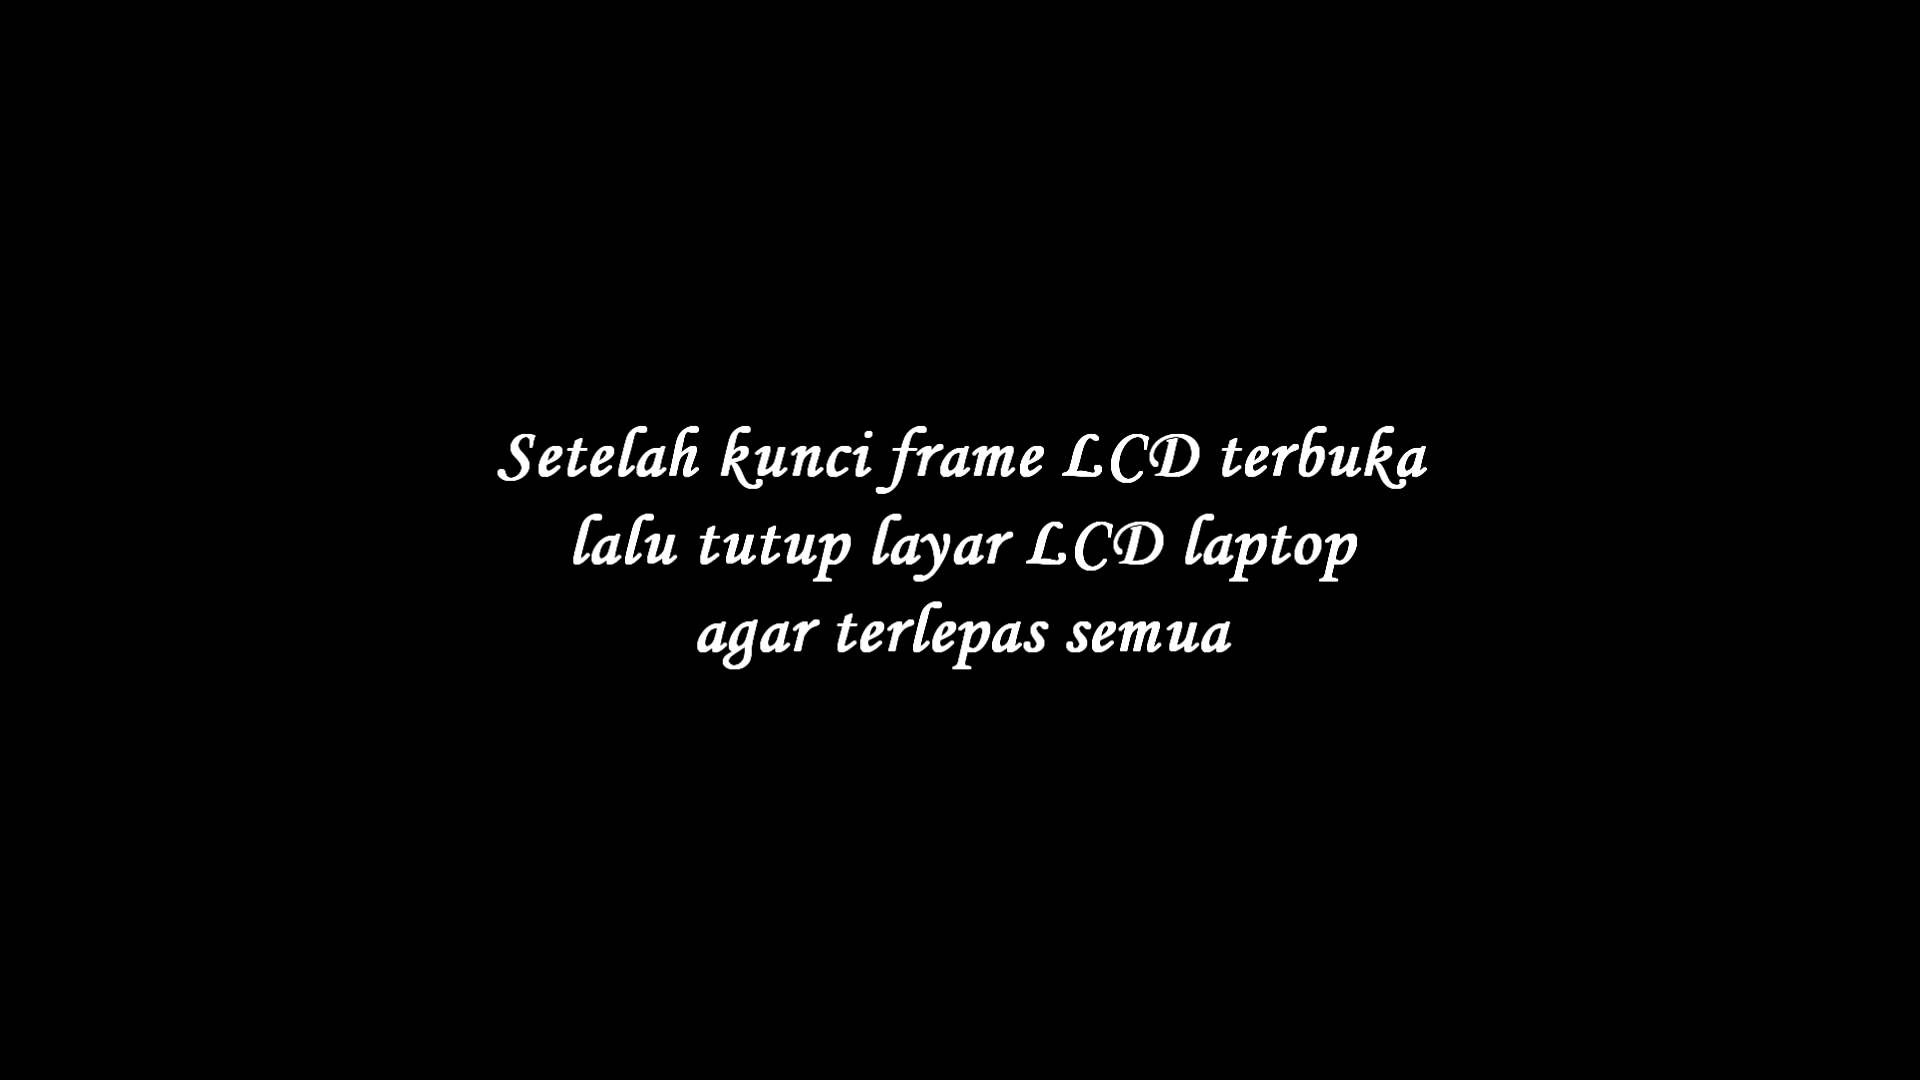 Setelah kunci frame LCD terbuka
lalu tutup layar LCD laptop
agar terlepas semua